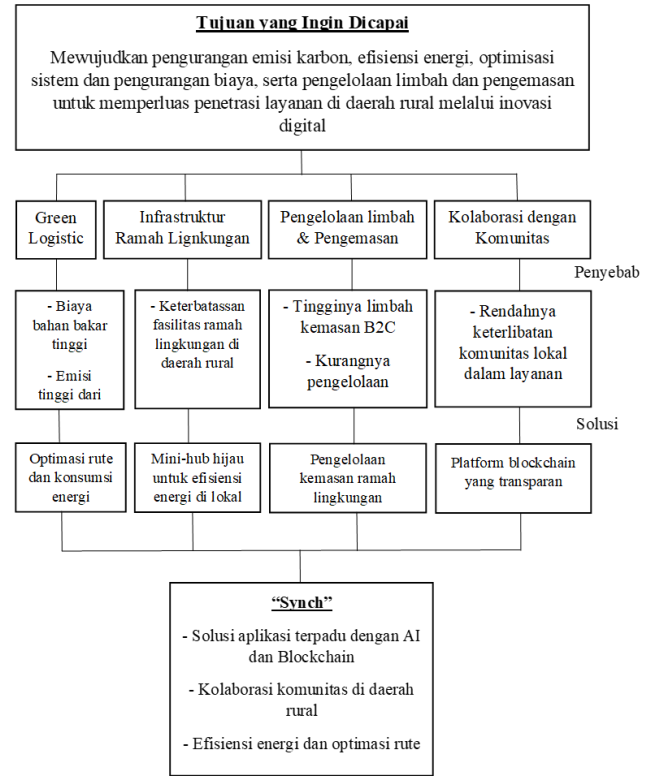 Tujuan yang Ingin Dicapai
Mewujudkan pengurangan emisi karbon, efisiensi energi, optimisasi
sistem dan pengurangan biaya, serta pengelolaan limbah dan pengemasan
untuk memperluas penetrasi layanan di daerah rural melalui inovasi
digital
Green
Logistic
Infrastruktur
Ramah Lignkungan
Pengelolaan limbah
& Pengemasan
Kolaborasi dengan
Komunitas
Penyebab
- Biaya
bahan bakar
tinggi
- Emisi
tinggi dari
- Keterbatassan
fasilitas ramah
lingkungan di
daerah rural
- Tingginya limbah
kemasan B2C
- Kurangnya
pengelolaan
- Rendahnya
keterlibatan
komunitas lokal
dalam layanan
Solusi
Optimasi rute
dan konsumsi
energi
Mini-hub hijau
untuk efisiensi
energi di lokal
Pengelolaan
kemasan ramah
lingkungan
Platform blockchain
yang transparan
“Synch”
- Solusi aplikasi terpadu dengan AI
dan Blockchain
- Kolaborasi komunitas di daerah
rural
- Efisiensi energi dan optimasi rute